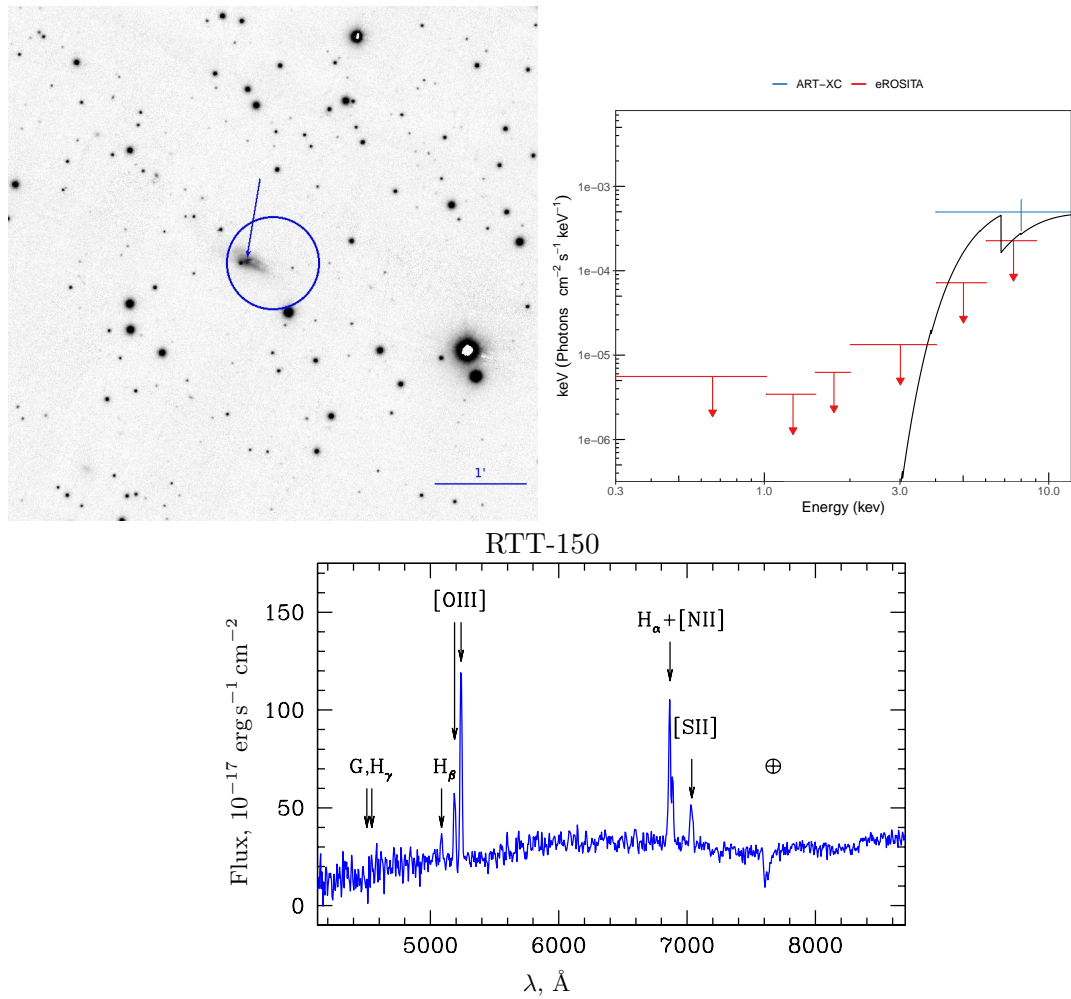 1'
ART−XC eROSITA
keV (Photons cm⁻² s⁻¹ keV⁻¹)
1e−03
1e−04
1e−05
1e−06
0.3 1.0 3.0 10.0
Energy (kev)
RTT-150
Flux, 10⁻¹⁷ erg s⁻¹ cm⁻²
150
100
50
0
[OIII]
Hα+[NII]
[SII]
G,Hγ Hβ
⊕
5000 6000 7000 8000
λ, Å